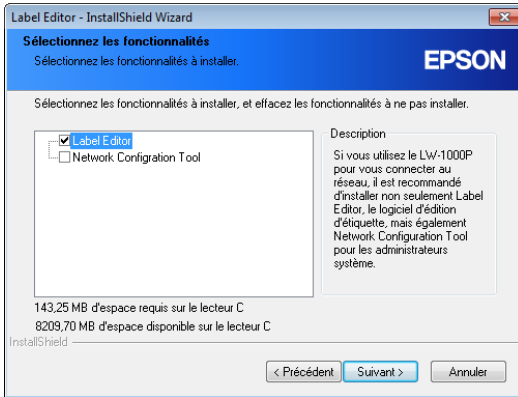 Label Editor - InstallShield Wizard
Sélectionnez les fonctionnalités
Sélectionnez les fonctionnalités à installer.
EPSON
Sélectionnez les fonctionnalités à installer, et effacez les fonctionnalités à ne pas installer.
Label Editor
Network Configration Tool
Description
Si vous utilisez le LW-1000P
pour vous connecter au
réseau, il est recommandé
d'installer non seulement Label
Editor, le logiciel d'édition
d'étiquette, mais également
Network Configuration Tool
pour les administrateurs
système.
143,25 MB d'espace requis sur le lecteur C
8209,70 MB d'espace disponible sur le lecteur C
InstallShield
< Précédent
Suivant >
Annuler